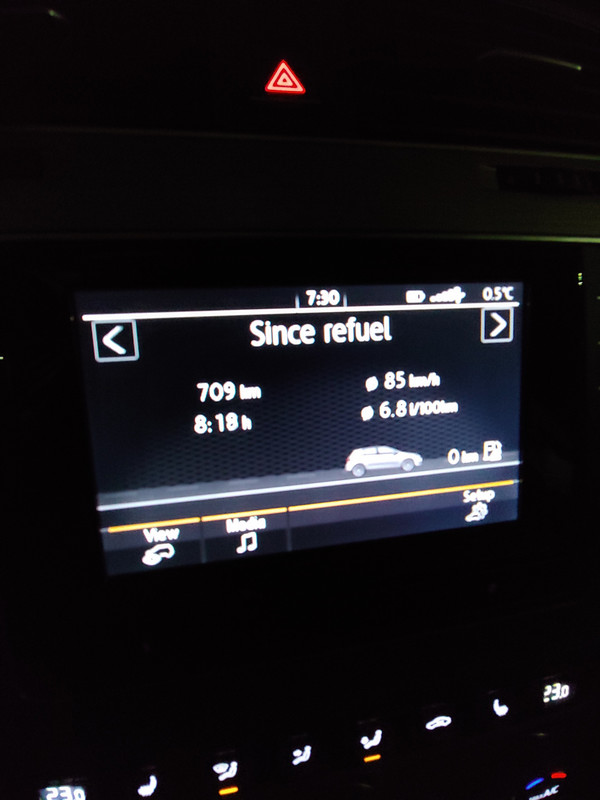 7:30
0.5°C
Since refuel
709 km
Ø 85 km/h
8:18 h
Ø 6.8 l/100km
0 km
View
Media
Setup
23.0
23.0
A/C